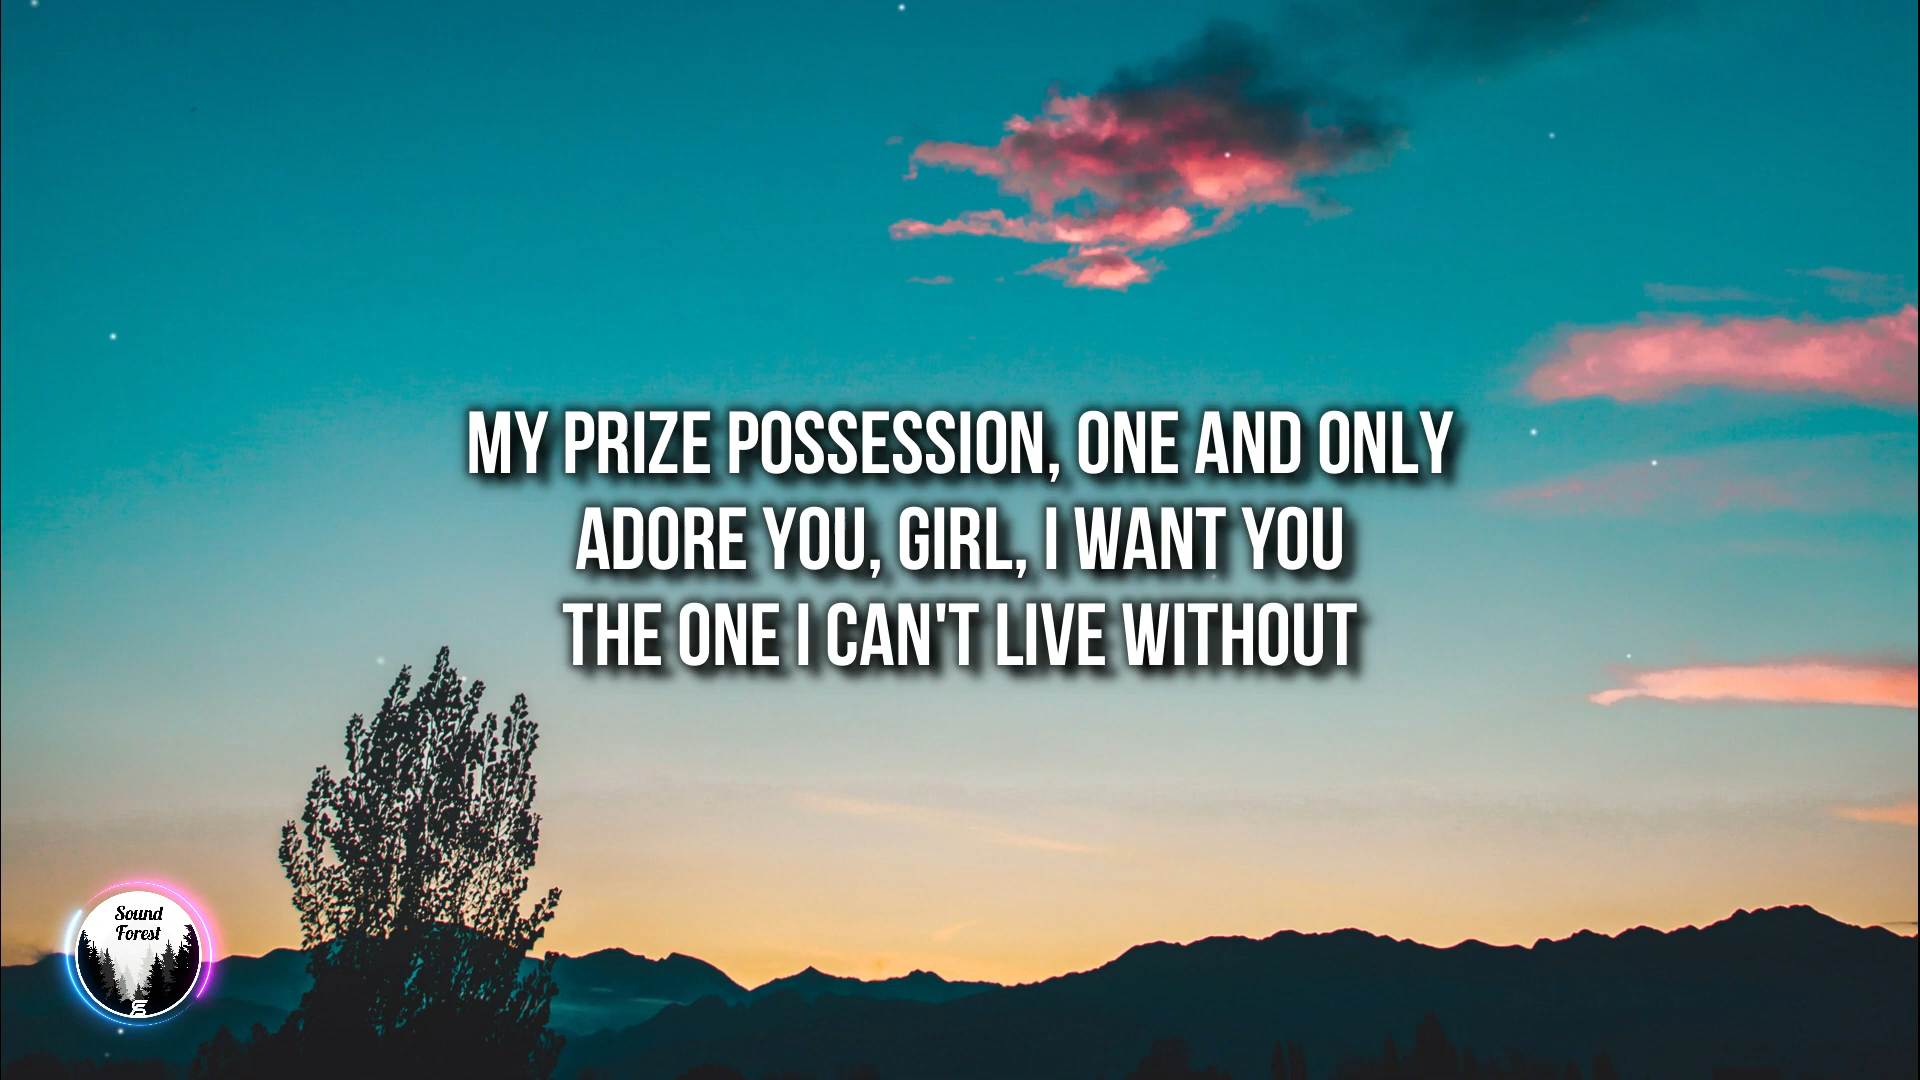 MY PRIZE POSSESSION, ONE AND ONLY
ADORE YOU, GIRL, I WANT YOU
THE ONE I CAN'T LIVE WITHOUT
Sound
Forest